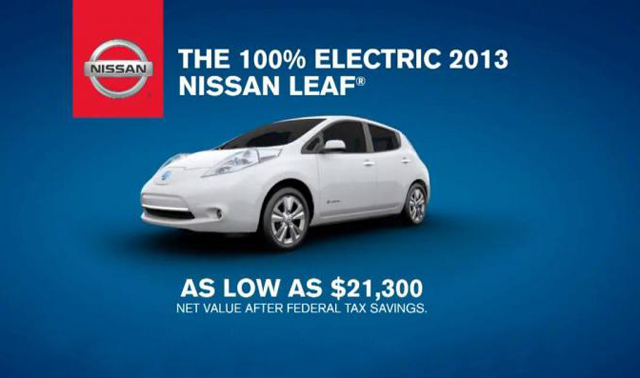 NISSAN
THE 100% ELECTRIC 2013
NISSAN LEAF®
AS LOW AS $21,300
NET VALUE AFTER FEDERAL TAX SAVINGS.